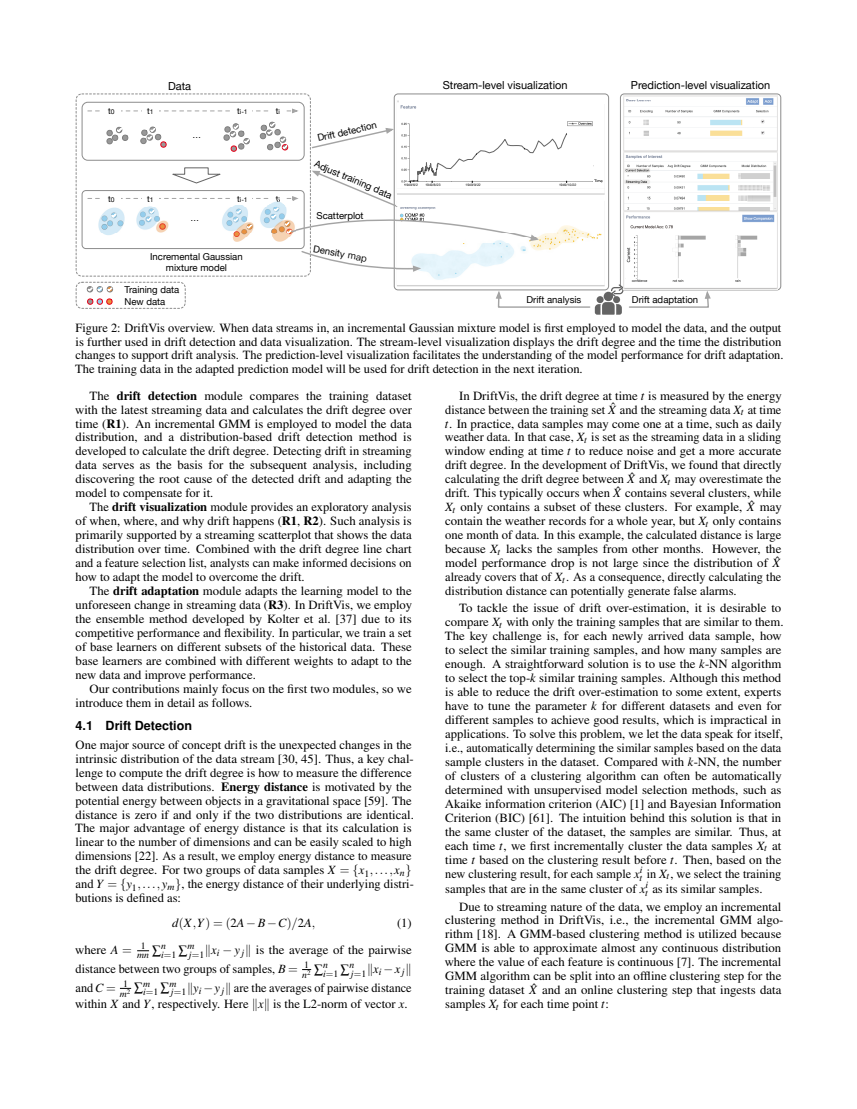 Data
Stream-level visualization
Prediction-level visualization
t0 t1 ... ti-1 ti
t0 t1 ... ti-1 ti
Incremental Gaussian
mixture model
Training data
New data
Drift detection
Adjust training data
Scatterplot
Density map
Feature
Time
COMP #0
COMP #1
Samples of Interest
Performance
Current Model Acc: 0.78
Current
Drift analysis
Drift adaptation
Figure 2: DriftVis overview. When data streams in, an incremental Gaussian mixture model is first employed to model the data, and the output
is further used in drift detection and data visualization. The stream-level visualization displays the drift degree and the time the distribution
changes to support drift analysis. The prediction-level visualization facilitates the understanding of the model performance for drift adaptation.
The training data in the adapted prediction model will be used for drift detection in the next iteration.
The drift detection module compares the training dataset
with the latest streaming data and calculates the drift degree over
time (R1). An incremental GMM is employed to model the data
distribution, and a distribution-based drift detection method is
developed to calculate the drift degree. Detecting drift in streaming
data serves as the basis for the subsequent analysis, including
discovering the root cause of the detected drift and adapting the
model to compensate for it.
The drift visualization module provides an exploratory analysis
of when, where, and why drift happens (R1, R2). Such analysis is
primarily supported by a streaming scatterplot that shows the data
distribution over time. Combined with the drift degree line chart
and a feature selection list, analysts can make informed decisions on
how to adapt the model to overcome the drift.
The drift adaptation module adapts the learning model to the
unforeseen change in streaming data (R3). In DriftVis, we employ
the ensemble method developed by Kolter et al. [37] due to its
competitive performance and flexibility. In particular, we train a set
of base learners on different subsets of the historical data. These
base learners are combined with different weights to adapt to the
new data and improve performance.
Our contributions mainly focus on the first two modules, so we
introduce them in detail as follows.
4.1 Drift Detection
One major source of concept drift is the unexpected changes in the
intrinsic distribution of the data stream [30, 45]. Thus, a key chal-
lenge to compute the drift degree is how to measure the difference
between data distributions. Energy distance is motivated by the
potential energy between objects in a gravitational space [59]. The
distance is zero if and only if the two distributions are identical.
The major advantage of energy distance is that its calculation is
linear to the number of dimensions and can be easily scaled to high
dimensions [22]. As a result, we employ energy distance to measure
the drift degree. For two groups of data samples X = {x1,...,xn}
and Y = {y1,...,ym}, the energy distance of their underlying distri-
butions is defined as:
d(X,Y) = (2A−B−C)/2A, (1)
where A = 1/mn ∑ⁿᵢ₌₁ ∑ᵐⱼ₌₁ ‖xi − yj‖ is the average of the pairwise
distance between two groups of samples, B = 1/n² ∑ⁿᵢ₌₁ ∑ⁿⱼ₌₁ ‖xi − xj‖
and C = 1/m² ∑ᵐᵢ₌₁ ∑ᵐⱼ₌₁ ‖yi − yj‖ are the averages of pairwise distance
within X and Y, respectively. Here ‖x‖ is the L2-norm of vector x.
In DriftVis, the drift degree at time t is measured by the energy
distance between the training set X̂ and the streaming data Xt at time
t. In practice, data samples may come one at a time, such as daily
weather data. In that case, Xt is set as the streaming data in a sliding
window ending at time t to reduce noise and get a more accurate
drift degree. In the development of DriftVis, we found that directly
calculating the drift degree between X̂ and Xt may overestimate the
drift. This typically occurs when X̂ contains several clusters, while
Xt only contains a subset of these clusters. For example, X̂ may
contain the weather records for a whole year, but Xt only contains
one month of data. In this example, the calculated distance is large
because Xt lacks the samples from other months. However, the
model performance drop is not large since the distribution of X̂
already covers that of Xt. As a consequence, directly calculating the
distribution distance can potentially generate false alarms.
To tackle the issue of drift over-estimation, it is desirable to
compare Xt with only the training samples that are similar to them.
The key challenge is, for each newly arrived data sample, how
to select the similar training samples, and how many samples are
enough. A straightforward solution is to use the k-NN algorithm
to select the top-k similar training samples. Although this method
is able to reduce the drift over-estimation to some extent, experts
have to tune the parameter k for different datasets and even for
different samples to achieve good results, which is impractical in
applications. To solve this problem, we let the data speak for itself,
i.e., automatically determining the similar samples based on the data
sample clusters in the dataset. Compared with k-NN, the number
of clusters of a clustering algorithm can often be automatically
determined with unsupervised model selection methods, such as
Akaike information criterion (AIC) [1] and Bayesian Information
Criterion (BIC) [61]. The intuition behind this solution is that in
the same cluster of the dataset, the samples are similar. Thus, at
each time t, we first incrementally cluster the data samples Xt at
time t based on the clustering result before t. Then, based on the
new clustering result, for each sample xᵢₜ in Xt, we select the training
samples that are in the same cluster of xᵢₜ as its similar samples.
Due to streaming nature of the data, we employ an incremental
clustering method in DriftVis, i.e., the incremental GMM algo-
rithm [18]. A GMM-based clustering method is utilized because
GMM is able to approximate almost any continuous distribution
where the value of each feature is continuous [7]. The incremental
GMM algorithm can be split into an offline clustering step for the
training dataset X̂ and an online clustering step that ingests data
samples Xt for each time point t: